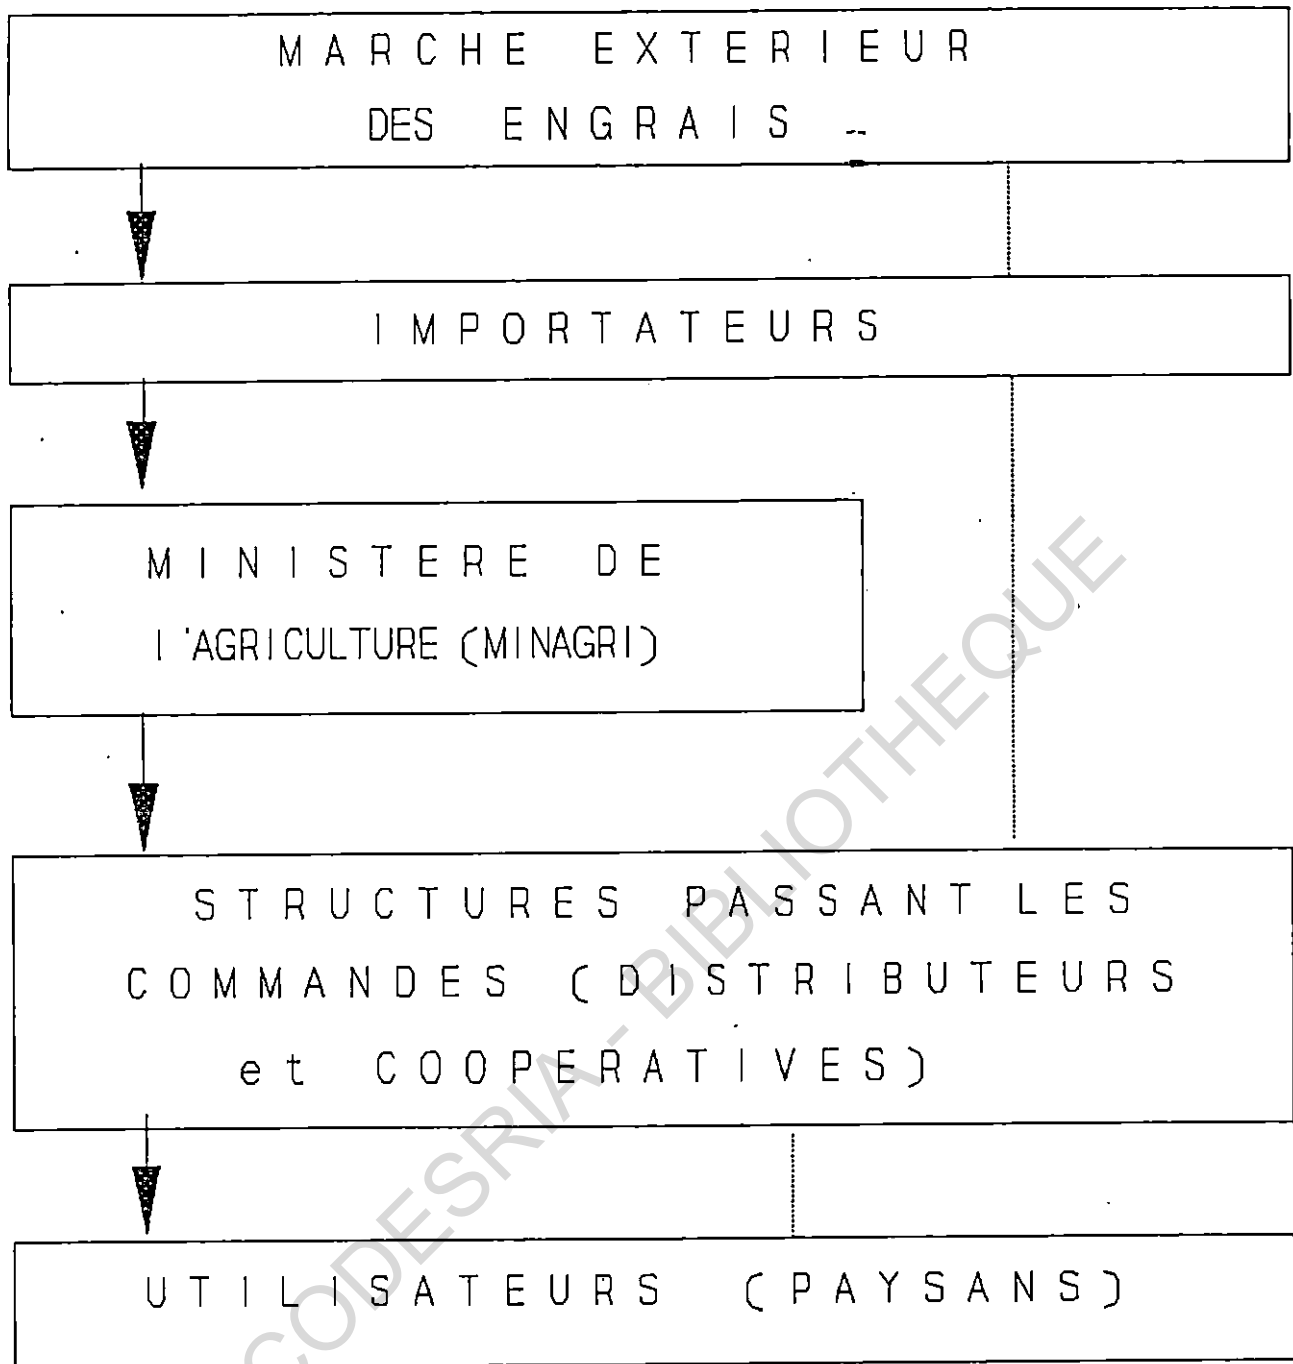 MARCHE EXTERIEUR
DES ENGRAIS
IMPORTATEURS
MINISTERE DE
l'AGRICULTURE (MINAGRI)
STRUCTURES PASSANT LES
COMMANDES (DISTRIBUTEURS
et COOPERATIVES)
UTILISATEURS (PAYSANS)
CODESRIA - BIBLIOTHEQUE